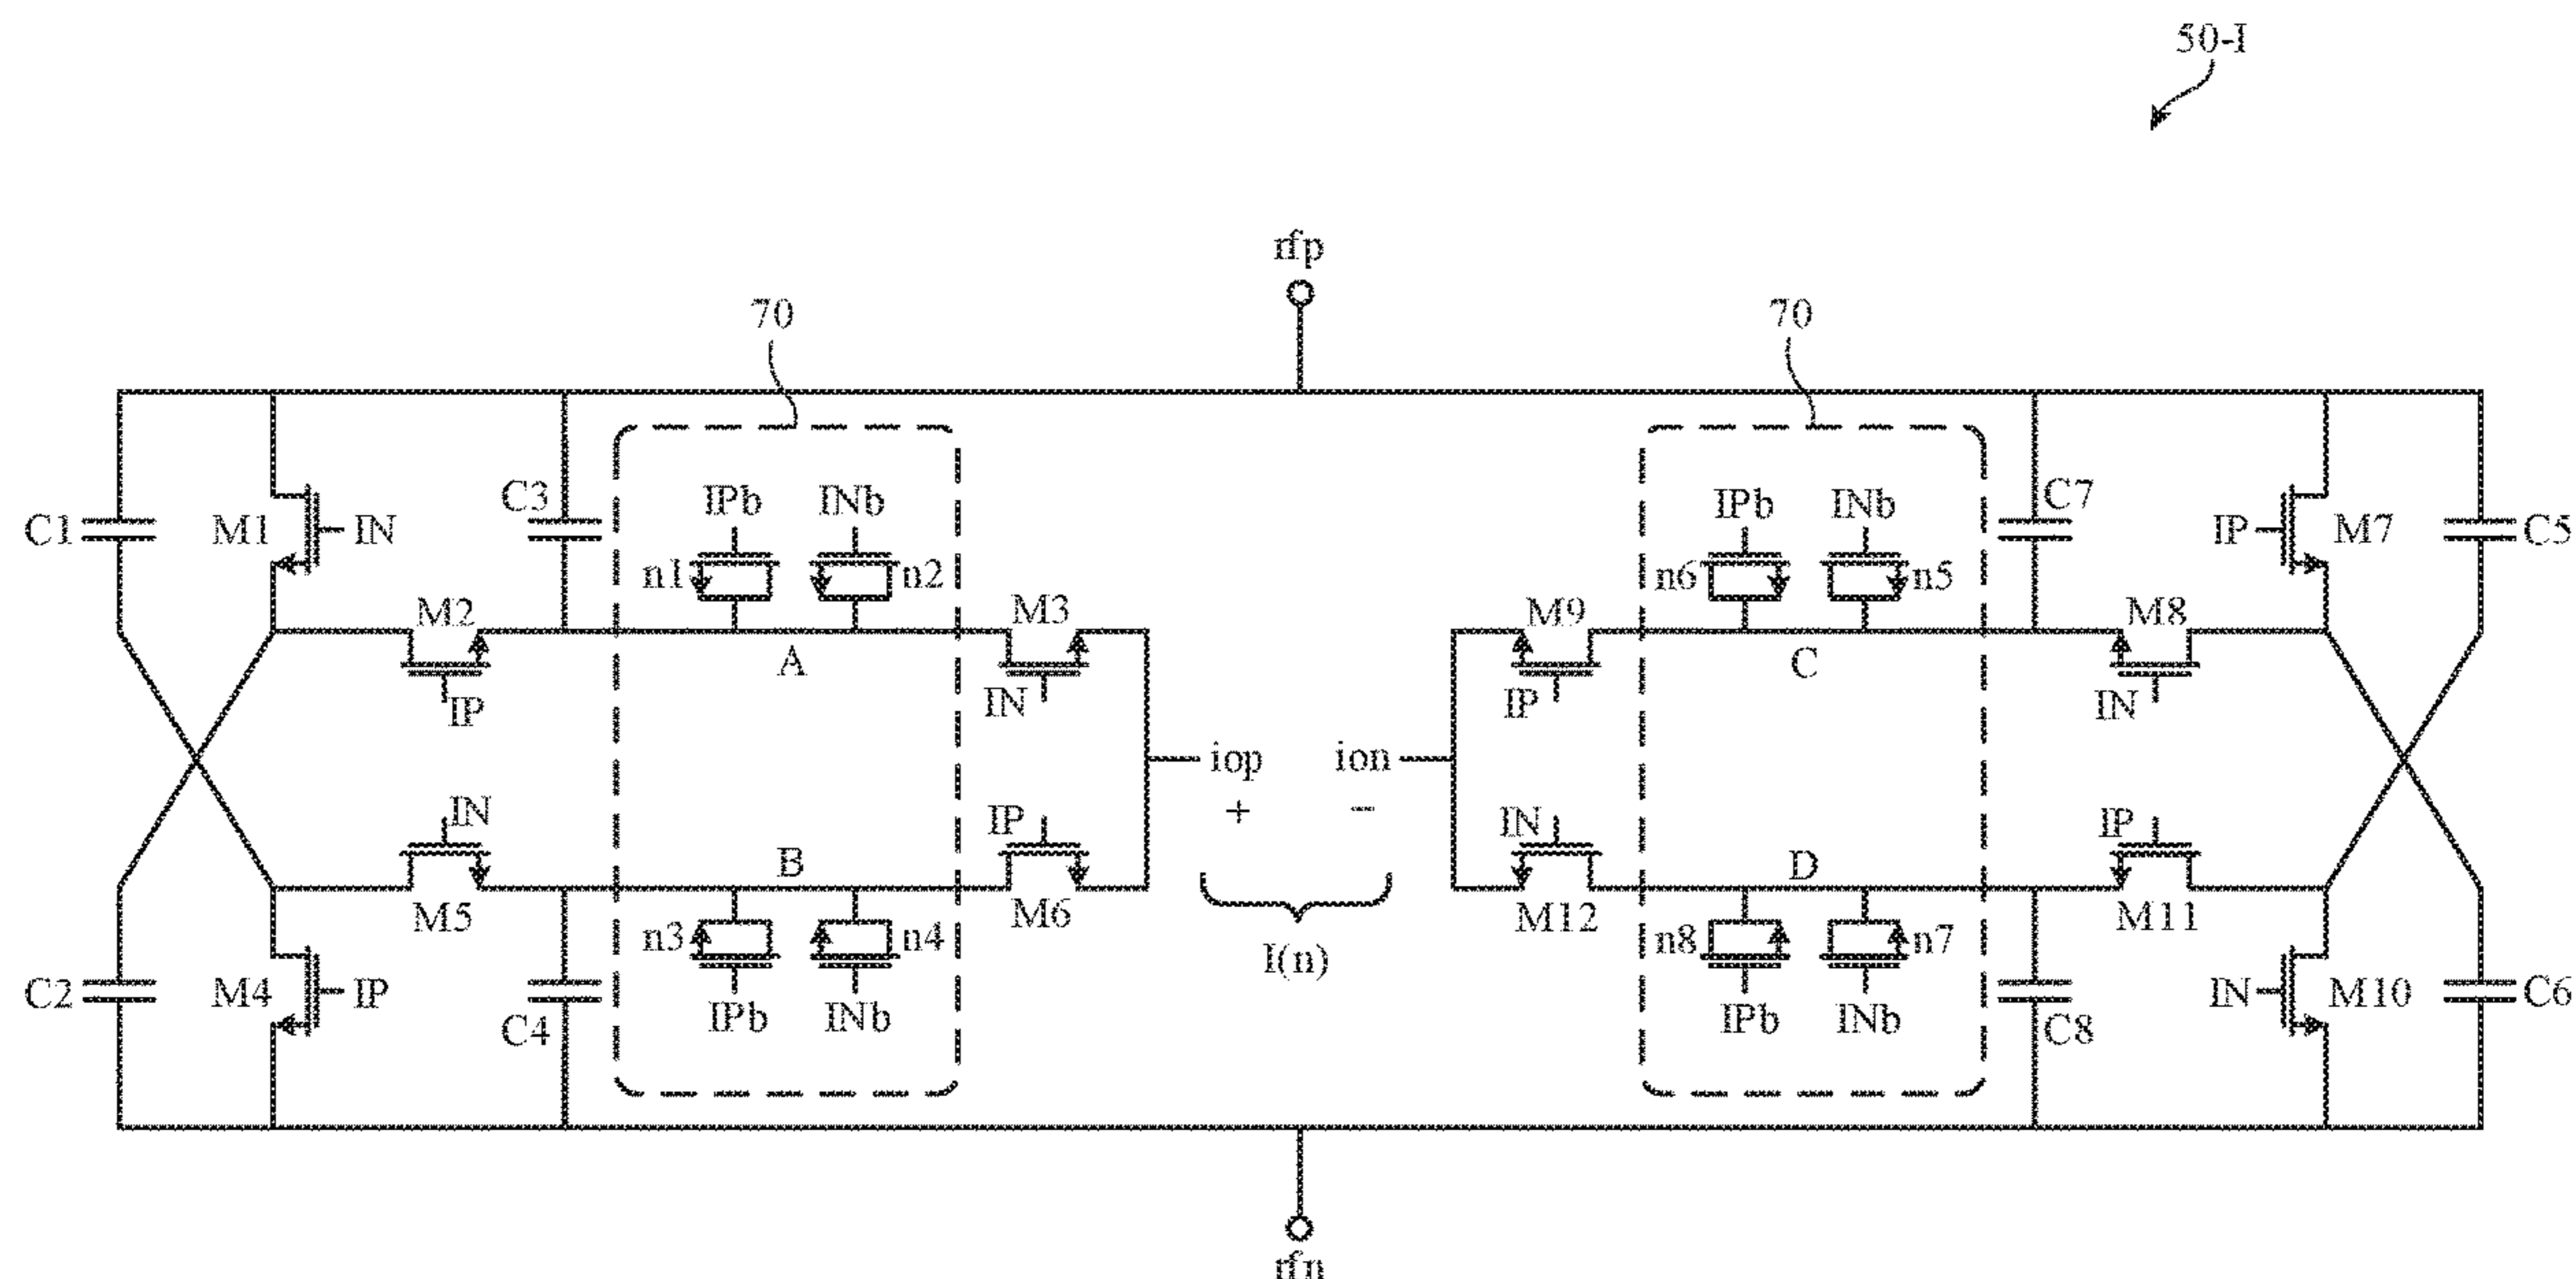 50-I
rfp
70 70
IPb INb IPb INb
C1 M1 IN C3 n1 n2 n6 n5 C7 IP M7 C5
M2 M3 M9 M8
A C
IP IN IP IN
iop ion
+ −
IN IP IN IP
B D
M5 M6 M12 M11
n3 n4 n8 n7
I(n)
C2 M4 IP C4 IPb INb IPb INb C8 IN M10 C6
rfn